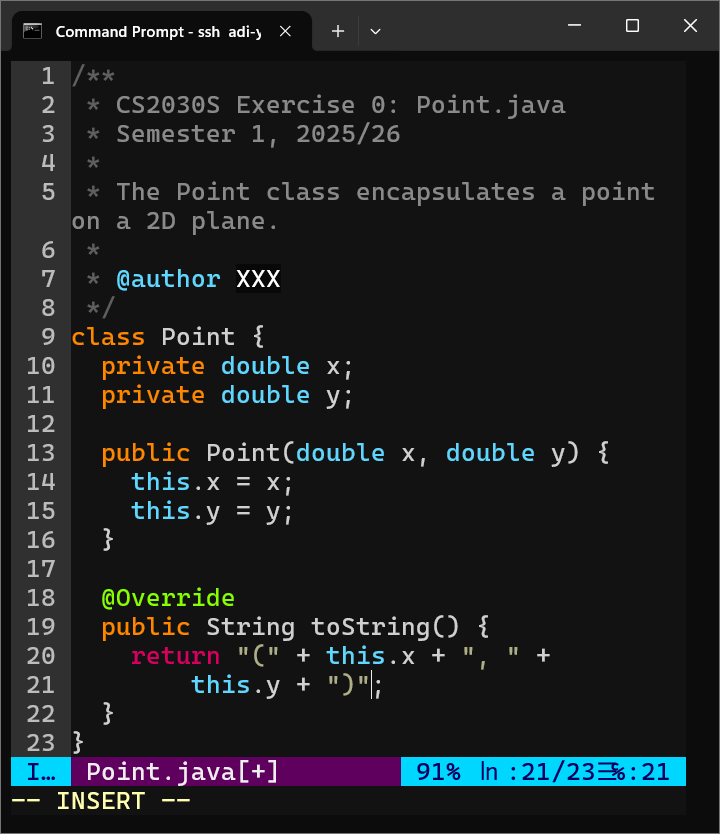 Command Prompt - ssh adi-y
1 /**
2  * CS2030S Exercise 0: Point.java
3  * Semester 1, 2025/26
4  *
5  * The Point class encapsulates a point
on a 2D plane.
6  *
7  * @author XXX
8  */
9 class Point {
10   private double x;
11   private double y;
12
13   public Point(double x, double y) {
14     this.x = x;
15     this.y = y;
16   }
17
18   @Override
19   public String toString() {
20     return "(" + this.x + ", " +
21         this.y + ")";
22   }
23 }
I… Point.java[+] 91% ln :21/23☰℅:21
-- INSERT --